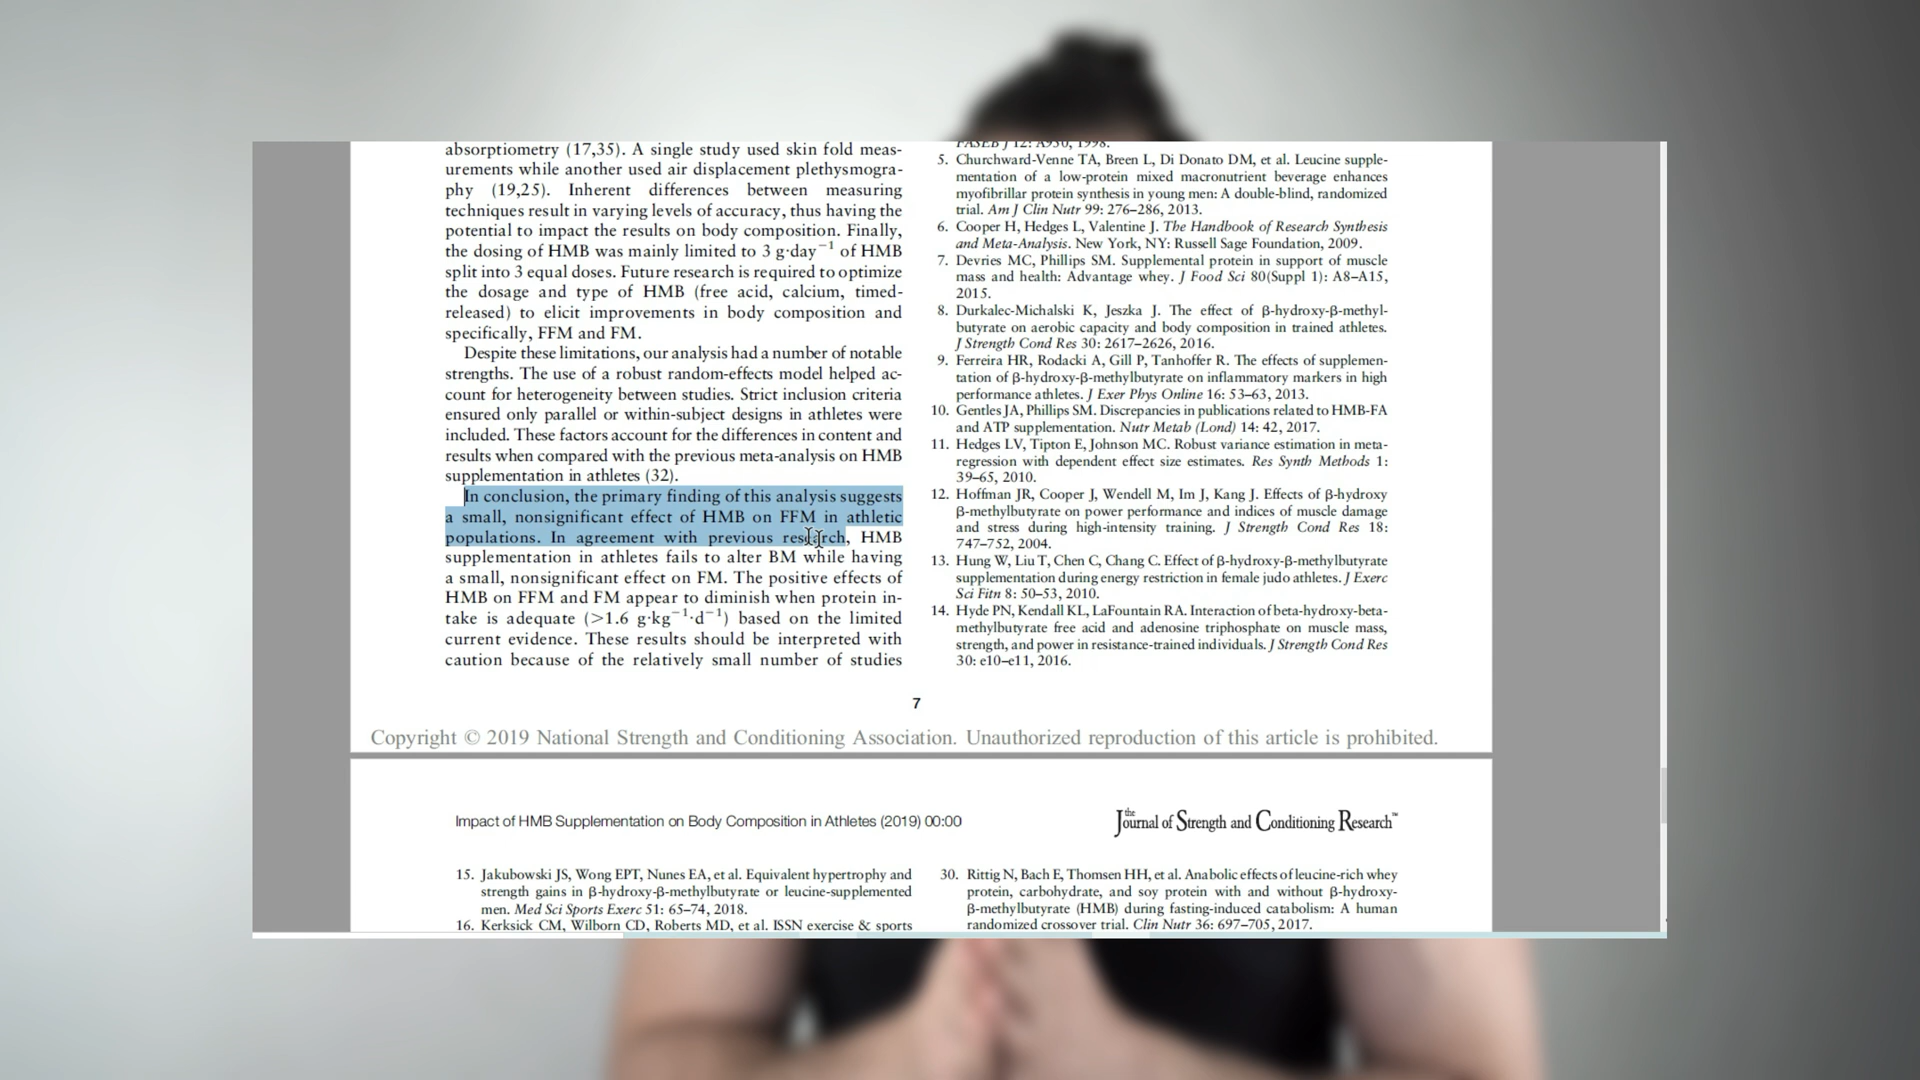 absorptiometry (17,35). A single study used skin fold meas-
urements while another used air displacement plethysmogra-
phy (19,25). Inherent differences between measuring
techniques result in varying levels of accuracy, thus having the
potential to impact the results on body composition. Finally,
the dosing of HMB was mainly limited to 3 g·day⁻¹ of HMB
split into 3 equal doses. Future research is required to optimize
the dosage and type of HMB (free acid, calcium, timed-
released) to elicit improvements in body composition and
specifically, FFM and FM.
Despite these limitations, our analysis had a number of notable
strengths. The use of a robust random-effects model helped ac-
count for heterogeneity between studies. Strict inclusion criteria
ensured only parallel or within-subject designs in athletes were
included. These factors account for the differences in content and
results when compared with the previous meta-analysis on HMB
supplementation in athletes (32).
In conclusion, the primary finding of this analysis suggests
a small, nonsignificant effect of HMB on FFM in athletic
populations. In agreement with previous research, HMB
supplementation in athletes fails to alter BM while having
a small, nonsignificant effect on FM. The positive effects of
HMB on FFM and FM appear to diminish when protein in-
take is adequate (>1.6 g·kg⁻¹·d⁻¹) based on the limited
current evidence. These results should be interpreted with
caution because of the relatively small number of studies
FASEB J 12: A950, 1998.
5. Churchward-Venne TA, Breen L, Di Donato DM, et al. Leucine supple-
mentation of a low-protein mixed macronutrient beverage enhances
myofibrillar protein synthesis in young men: A double-blind, randomized
trial. Am J Clin Nutr 99: 276–286, 2013.
6. Cooper H, Hedges L, Valentine J. The Handbook of Research Synthesis
and Meta-Analysis. New York, NY: Russell Sage Foundation, 2009.
7. Devries MC, Phillips SM. Supplemental protein in support of muscle
mass and health: Advantage whey. J Food Sci 80(Suppl 1): A8–A15,
2015.
8. Durkalec-Michalski K, Jeszka J. The effect of β-hydroxy-β-methyl-
butyrate on aerobic capacity and body composition in trained athletes.
J Strength Cond Res 30: 2617–2626, 2016.
9. Ferreira HR, Rodacki A, Gill P, Tanhoffer R. The effects of supplemen-
tation of β-hydroxy-β-methylbutyrate on inflammatory markers in high
performance athletes. J Exer Phys Online 16: 53–63, 2013.
10. Gentles JA, Phillips SM. Discrepancies in publications related to HMB-FA
and ATP supplementation. Nutr Metab (Lond) 14: 42, 2017.
11. Hedges LV, Tipton E, Johnson MC. Robust variance estimation in meta-
regression with dependent effect size estimates. Res Synth Methods 1:
39–65, 2010.
12. Hoffman JR, Cooper J, Wendell M, Im J, Kang J. Effects of β-hydroxy
β-methylbutyrate on power performance and indices of muscle damage
and stress during high-intensity training. J Strength Cond Res 18:
747–752, 2004.
13. Hung W, Liu T, Chen C, Chang C. Effect of β-hydroxy-β-methylbutyrate
supplementation during energy restriction in female judo athletes. J Exerc
Sci Fitn 8: 50–53, 2010.
14. Hyde PN, Kendall KL, LaFountain RA. Interaction of beta-hydroxy-beta-
methylbutyrate free acid and adenosine triphosphate on muscle mass,
strength, and power in resistance-trained individuals. J Strength Cond Res
30: e10–e11, 2016.
7
Copyright © 2019 National Strength and Conditioning Association. Unauthorized reproduction of this article is prohibited.
Impact of HMB Supplementation on Body Composition in Athletes (2019) 00:00
the Journal of Strength and Conditioning Research™
15. Jakubowski JS, Wong EPT, Nunes EA, et al. Equivalent hypertrophy and
strength gains in β-hydroxy-β-methylbutyrate or leucine-supplemented
men. Med Sci Sports Exerc 51: 65–74, 2018.
16. Kerksick CM, Wilborn CD, Roberts MD, et al. ISSN exercise & sports
30. Rittig N, Bach E, Thomsen HH, et al. Anabolic effects of leucine-rich whey
protein, carbohydrate, and soy protein with and without β-hydroxy-
β-methylbutyrate (HMB) during fasting-induced catabolism: A human
randomized crossover trial. Clin Nutr 36: 697–705, 2017.